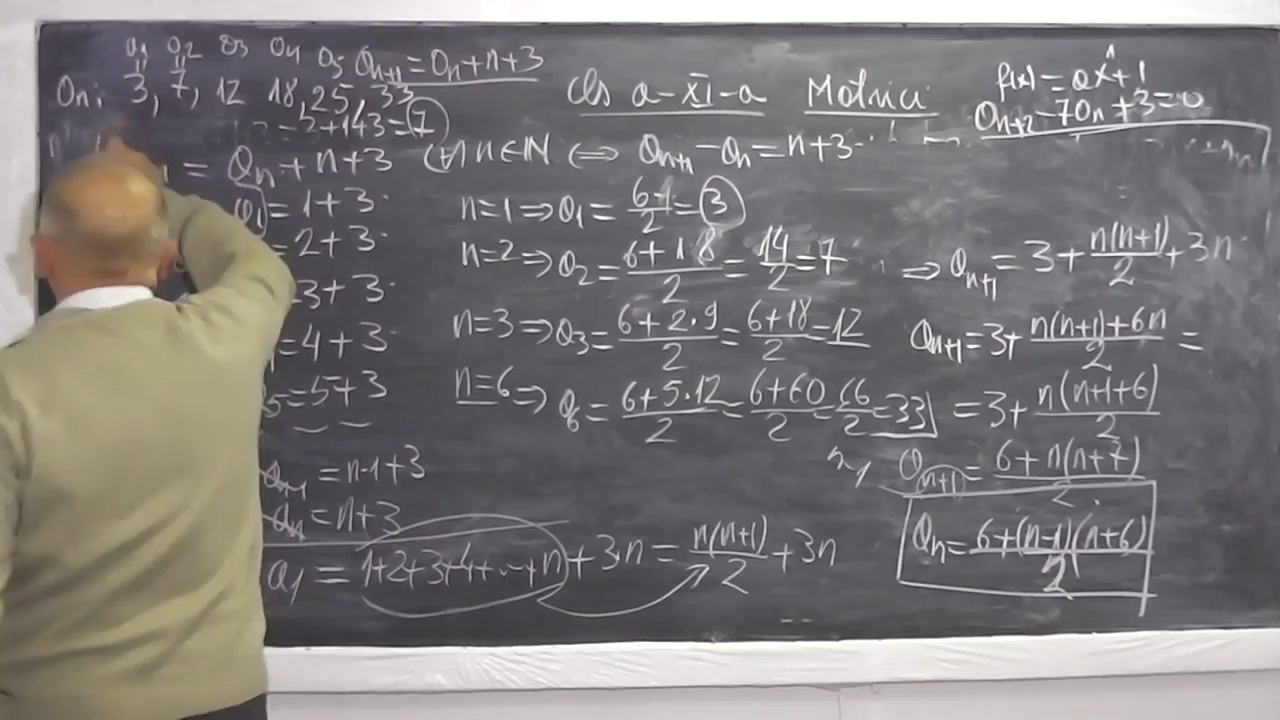 a₁ a₂ a₃ a₄ a₅ aₙ₊₁=aₙ+n+3
aₙ: 3, 7, 12 18, 25, 33
Cls a-XI-a Matrici
f(x)=ax+1
aₙ₊₂-7aₙ+3=0
=7
= aₙ+n+3 (∀) n∈ℕ ⇔ aₙ₊₁-aₙ=n+3
a₁=1+3
=2+3
=3+3
=4+3
=5+3
aₙ₋₁=n-1+3
aₙ=n+3
a₁=1+2+3+4+...+n+3n=n(n+1)/2+3n
n=1⇒a₁=6-1/2=3
n=2⇒a₂=6+1·8/2=14/2=7
n=3⇒a₃=6+2·9/2=6+18/2=12
n=6⇒a₆=6+5·12/2=6+60/2=66/2=33
⇒aₙ₊₁=3+n(n+1)/2+3n
aₙ₊₁=3+n(n+1)+6n/2=
=3+n(n+1+6)/2
aₙ₊₁=6+n(n+7)/2
aₙ=6+(n-1)(n+6)/2